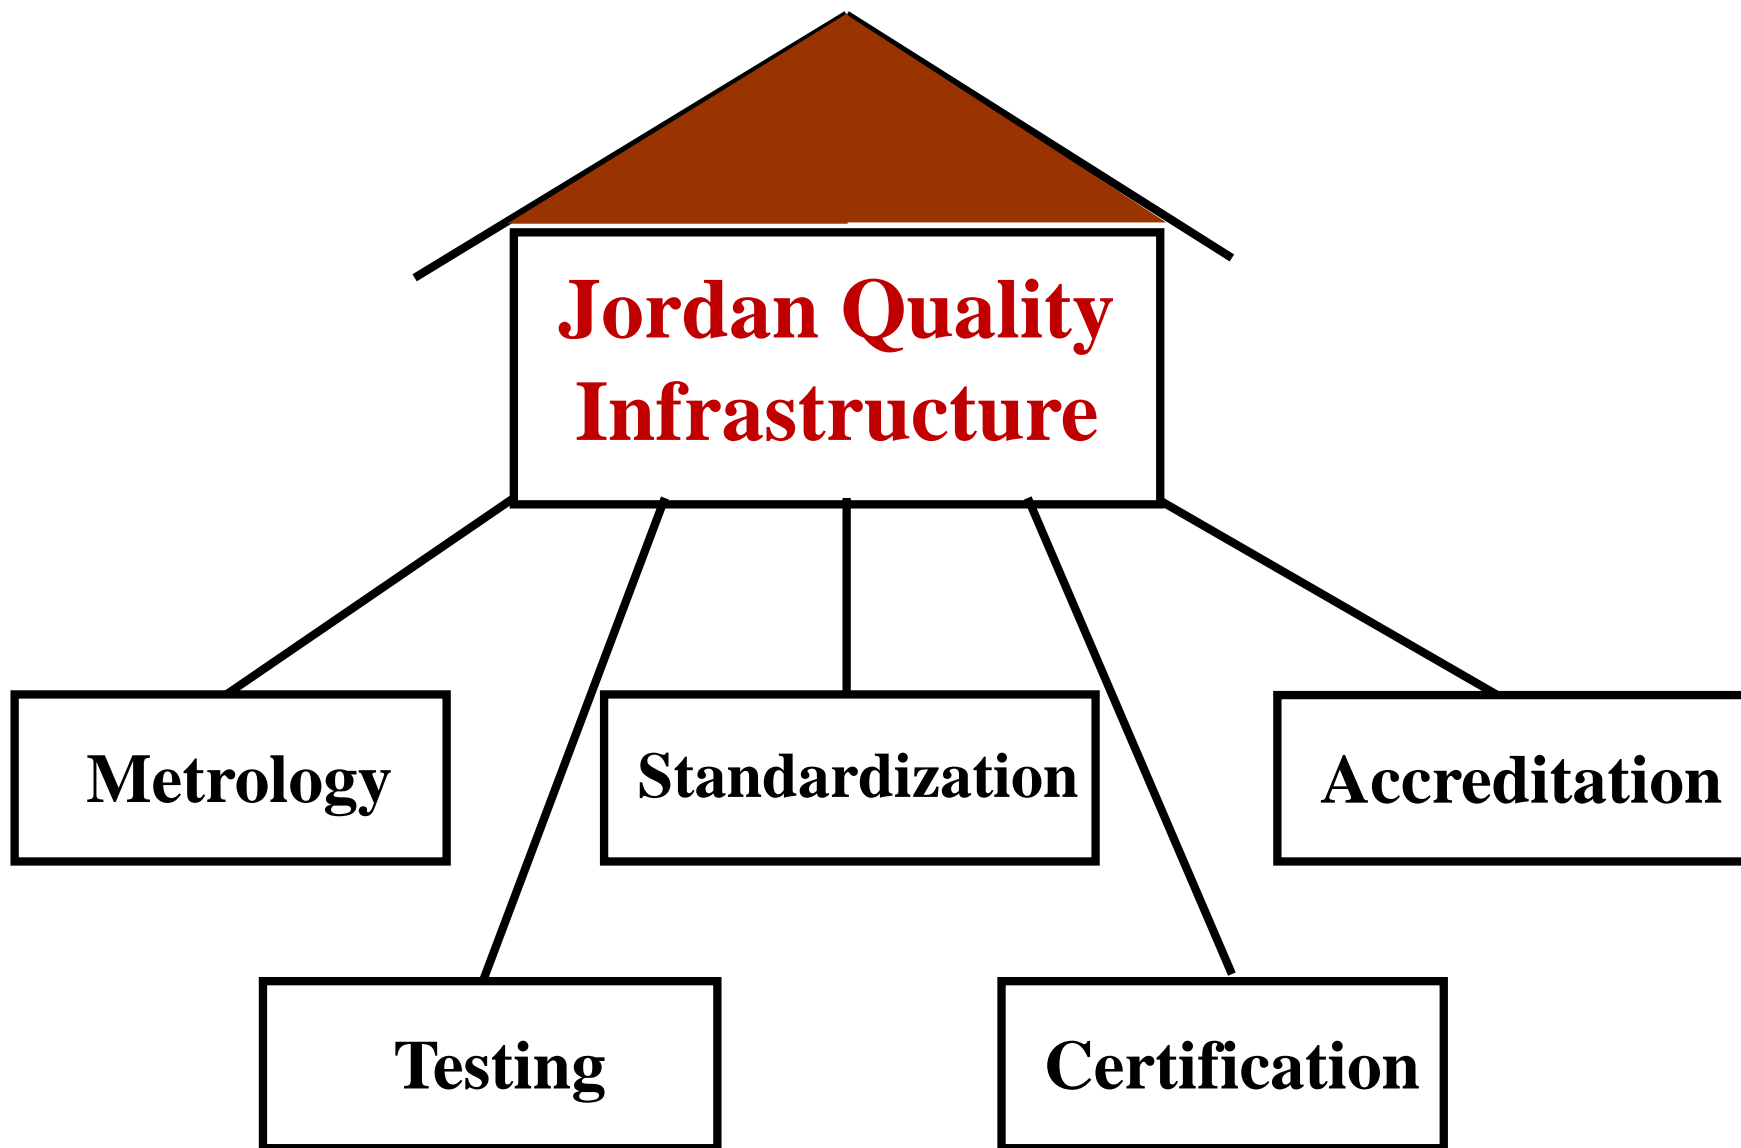 Jordan Quality
Infrastructure
Metrology
Standardization
Accreditation
Testing
Certification